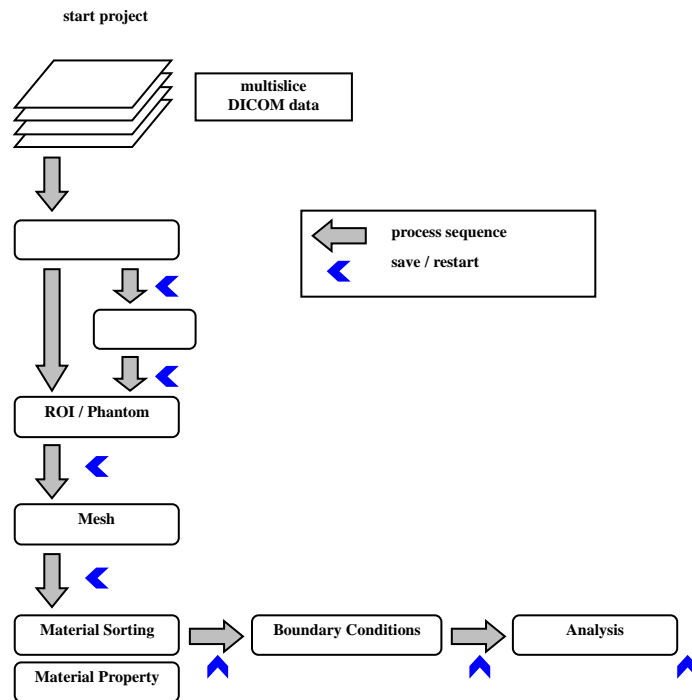 start project
multislice
DICOM data
process sequence
save / restart
ROI / Phantom
Mesh
Material Sorting
Boundary Conditions
Analysis
Material Property